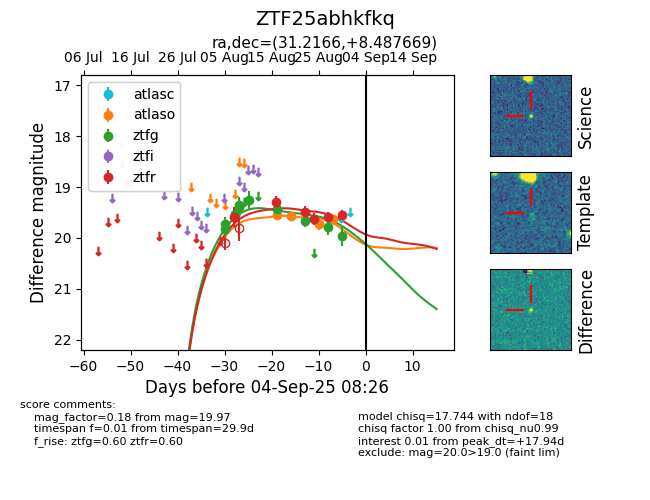 ZTF25abhkfkq
ra,dec=(31.2166,+8.487669)
06 Jul 16 Jul 26 Jul 05 Aug 15 Aug 25 Aug 04 Sep 14 Sep
atlasc
atlaso
ztfg
ztfi
ztfr
17
18
19
20
21
22
Difference magnitude
−60 −50 −40 −30 −20 −10 0 10
Days before 04-Sep-25 08:26
Science
Template
Difference
score comments:
mag_factor=0.18 from mag=19.97
timespan f=0.01 from timespan=29.9d
f_rise: ztfg=0.60 ztfr=0.60
model chisq=17.744 with ndof=18
chisq factor 1.00 from chisq_nu0.99
interest 0.01 from peak_dt=+17.94d
exclude: mag=20.0>19.0 (faint lim)